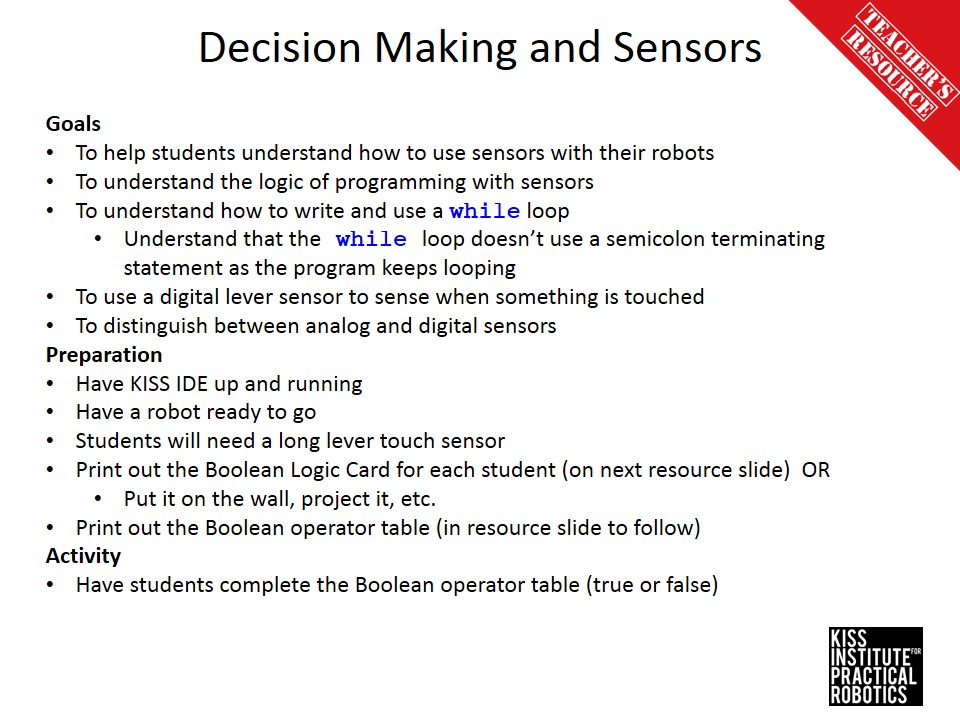 Decision Making and Sensors
TEACHER'S
RESOURCE
Goals
• To help students understand how to use sensors with their robots
• To understand the logic of programming with sensors
• To understand how to write and use a while loop
• Understand that the while loop doesn't use a semicolon terminating
statement as the program keeps looping
• To use a digital lever sensor to sense when something is touched
• To distinguish between analog and digital sensors
Preparation
• Have KISS IDE up and running
• Have a robot ready to go
• Students will need a long lever touch sensor
• Print out the Boolean Logic Card for each student (on next resource slide) OR
• Put it on the wall, project it, etc.
• Print out the Boolean operator table (in resource slide to follow)
Activity
• Have students complete the Boolean operator table (true or false)
KISS
INSTITUTE FOR
PRACTICAL
ROBOTICS